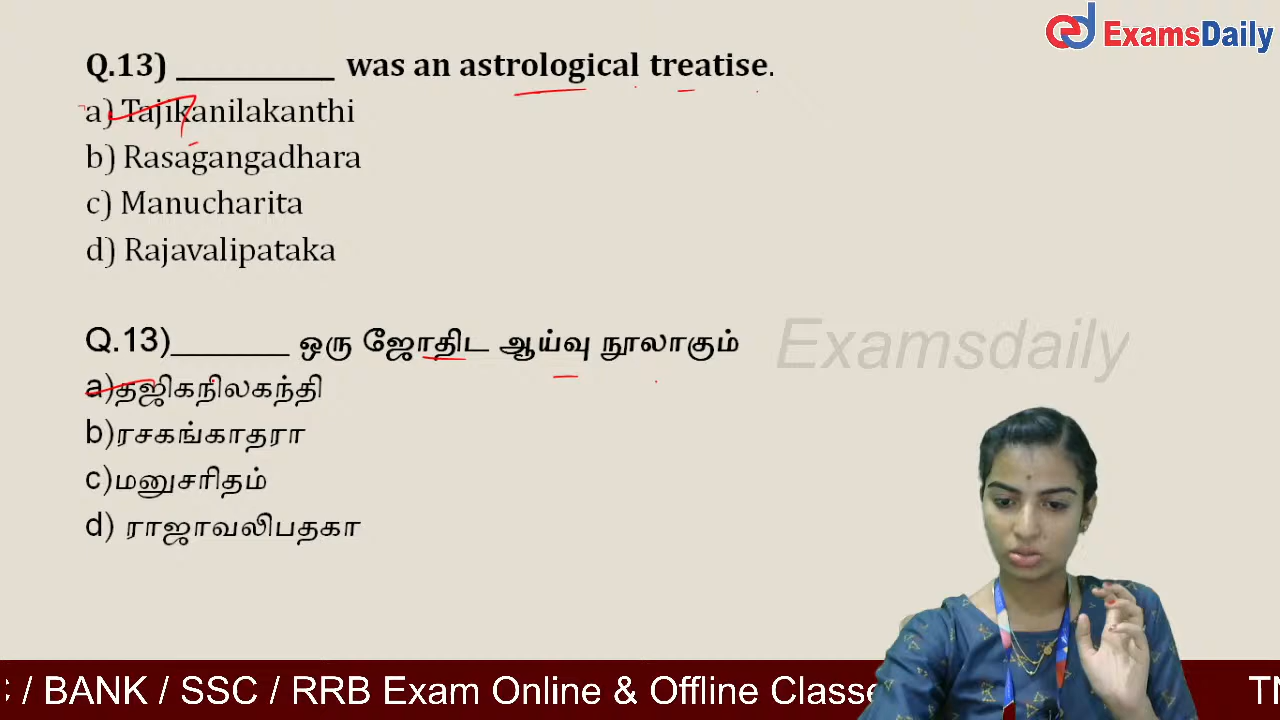 ExamsDaily
Q.13) ___________ was an astrological treatise.
a) Tajikanilakanthi
b) Rasagangadhara
c) Manucharita
d) Rajavalipataka
Q.13)________ ஒரு ஜோதிட ஆய்வு நூலாகும்
Examsdaily
a)தஜிகநிலகந்தி
b)ரசகங்காதரா
c)மனுசரிதம்
d) ராஜாவலிபதகா
/ BANK / SSC / RRB Exam Online & Offline Classe